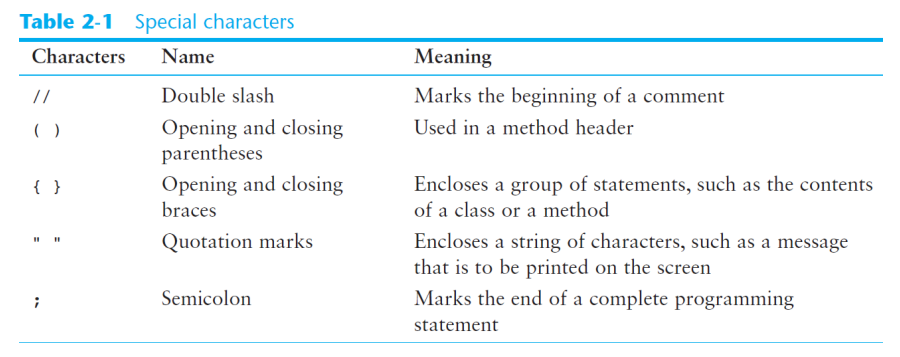 Table 2-1 Special characters
Characters Name Meaning
// Double slash Marks the beginning of a comment
( ) Opening and closing Used in a method header
parentheses
{ } Opening and closing Encloses a group of statements, such as the contents
braces of a class or a method
" " Quotation marks Encloses a string of characters, such as a message
that is to be printed on the screen
; Semicolon Marks the end of a complete programming
statement